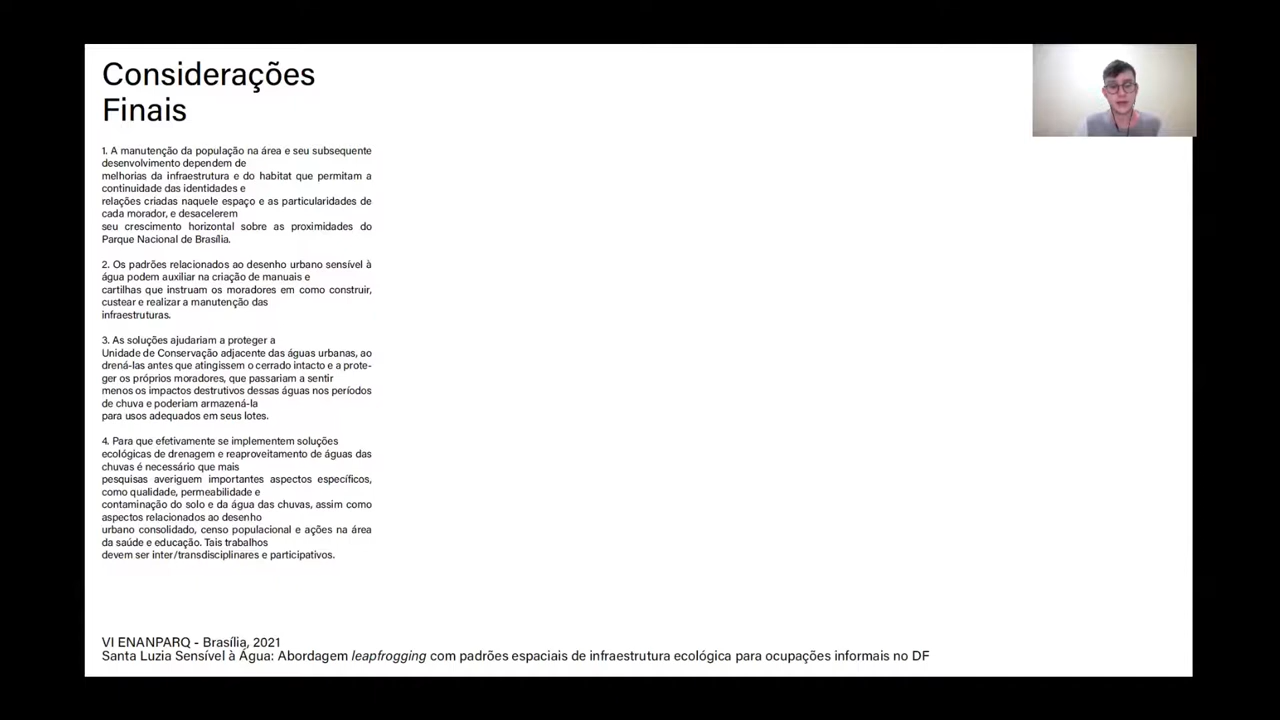 Considerações
Finais
1. A manutenção da população na área e seu subsequente
desenvolvimento dependem de
melhorias da infraestrutura e do habitat que permitam a
continuidade das identidades e
relações criadas naquele espaço e as particularidades de
cada morador, e desacelerem
seu crescimento horizontal sobre as proximidades do
Parque Nacional de Brasília.
2. Os padrões relacionados ao desenho urbano sensível à
água podem auxiliar na criação de manuais e
cartilhas que instruam os moradores em como construir,
custear e realizar a manutenção das
infraestruturas.
3. As soluções ajudariam a proteger a
Unidade de Conservação adjacente das águas urbanas, ao
drená-las antes que atingissem o cerrado intacto e a prote-
ger os próprios moradores, que passariam a sentir
menos os impactos destrutivos dessas águas nos períodos
de chuva e poderiam armazená-la
para usos adequados em seus lotes.
4. Para que efetivamente se implementem soluções
ecológicas de drenagem e reaproveitamento de águas das
chuvas é necessário que mais
pesquisas averiguem importantes aspectos específicos,
como qualidade, permeabilidade e
contaminação do solo e da água das chuvas, assim como
aspectos relacionados ao desenho
urbano consolidado, censo populacional e ações na área
da saúde e educação. Tais trabalhos
devem ser inter/transdisciplinares e participativos.
VI ENANPARQ - Brasília, 2021
Santa Luzia Sensível à Água: Abordagem leapfrogging com padrões espaciais de infraestrutura ecológica para ocupações informais no DF